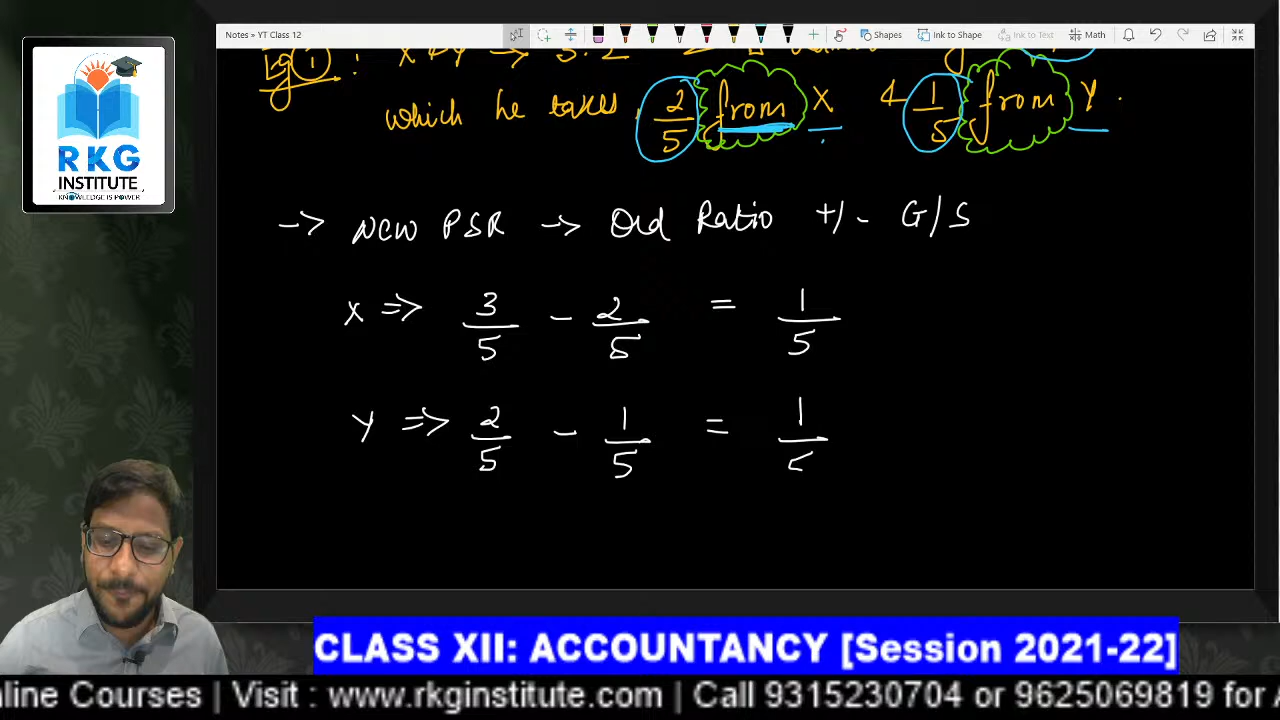 Notes » YT Class 12
Shapes
Ink to Shape
Ink to Text
Math
which he takes 2/5 from X & 1/5 from Y.
RKG
INSTITUTE
KNOWLEDGE IS POWER
-> New PSR -> Old Ratio +/- G/S
X => 3/5 - 2/5 = 1/5
Y => 2/5 - 1/5 = 1/5
CLASS XII: ACCOUNTANCY [Session 2021-22]
nline Courses | Visit : www.rkginstitute.com | Call 9315230704 or 9625069819 for A